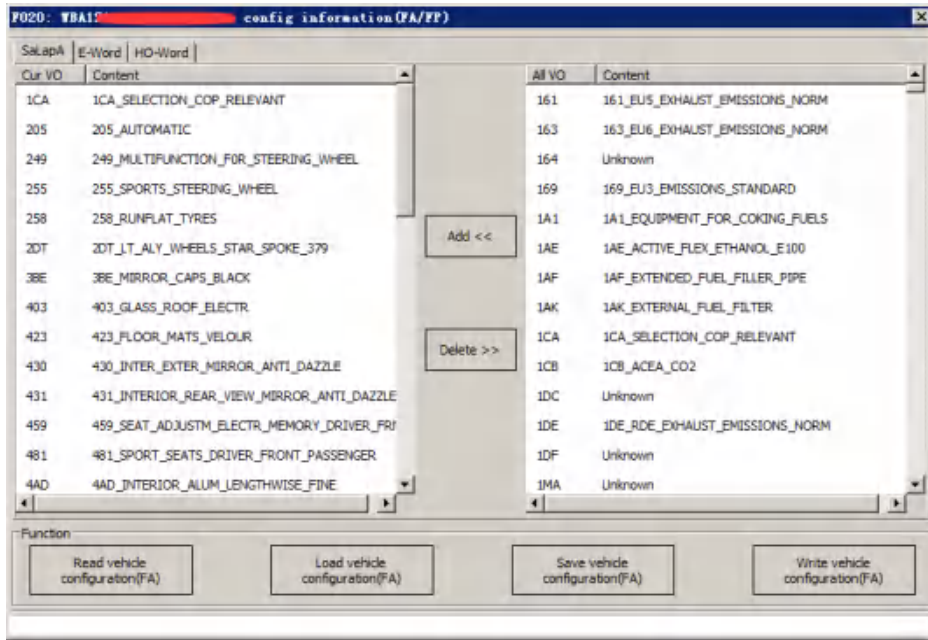 F020: WBA1 config information(FA/FP)
SaLapA E-Word HO-Word
Cur VO Content
1CA 1CA_SELECTION_COP_RELEVANT
205 205_AUTOMATIC
249 249_MULTIFUNCTION_F0R_STEERING_WHEEL
255 255_SPORTS_STEERING_WHEEL
258 258_RUNFLAT_TYRES
2DT 2DT_LT_ALY_WHEELS_STAR_SPOKE_379
3BE 3BE_MIRROR_CAPS_BLACK
403 403_GLASS_ROOF_ELECTR
423 423_FLOOR_MATS_VELOUR
430 430_INTER_EXTER_MIRROR_ANTI_DAZZLE
431 431_INTERIOR_REAR_VIEW_MIRROR_ANTI_DAZZLE
459 459_SEAT_ADJUSTM_ELECTR_MEMORY_DRIVER_FRI
481 481_SPORT_SEATS_DRIVER_FRONT_PASSENGER
4AD 4AD_INTERIOR_ALUM_LENGTHWISE_FINE
Add <<
Delete >>
All VO Content
161 161_EU5_EXHAUST_EMISSIONS_NORM
163 163_EU6_EXHAUST_EMISSIONS_NORM
164 Unknown
169 169_EU3_EMISSIONS_STANDARD
1A1 1A1_EQUIPMENT_FOR_COKING_FUELS
1AE 1AE_ACTIVE_FLEX_ETHANOL_E100
1AF 1AF_EXTENDED_FUEL_FILLER_PIPE
1AK 1AK_EXTERNAL_FUEL_FILTER
1CA 1CA_SELECTION_COP_RELEVANT
1CB 1CB_ACEA_CO2
1DC Unknown
1DE 1DE_RDE_EXHAUST_EMISSIONS_NORM
1DF Unknown
1MA Unknown
Function
Read vehicle
configuration(FA)
Load vehicle
configuration(FA)
Save vehicle
configuration(FA)
Write vehicle
configuration(FA)